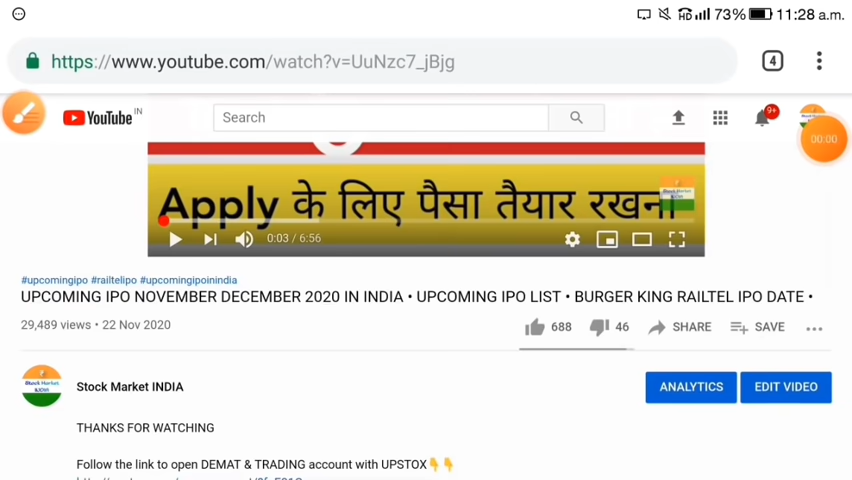 73% 11:28 a.m.
https://www.youtube.com/watch?v=UuNzc7_jBjg 4
YouTube IN Search 9+
00:00
Apply के लिए पैसा तैयार रखना
0:03 / 6:56
#upcomingipo #railtelipo #upcomingipoinindia
UPCOMING IPO NOVEMBER DECEMBER 2020 IN INDIA • UPCOMING IPO LIST • BURGER KING RAILTEL IPO DATE •
29,489 views • 22 Nov 2020 688 46 SHARE SAVE
Stock Market INDIA ANALYTICS EDIT VIDEO
THANKS FOR WATCHING
Follow the link to open DEMAT & TRADING account with UPSTOX👇👇